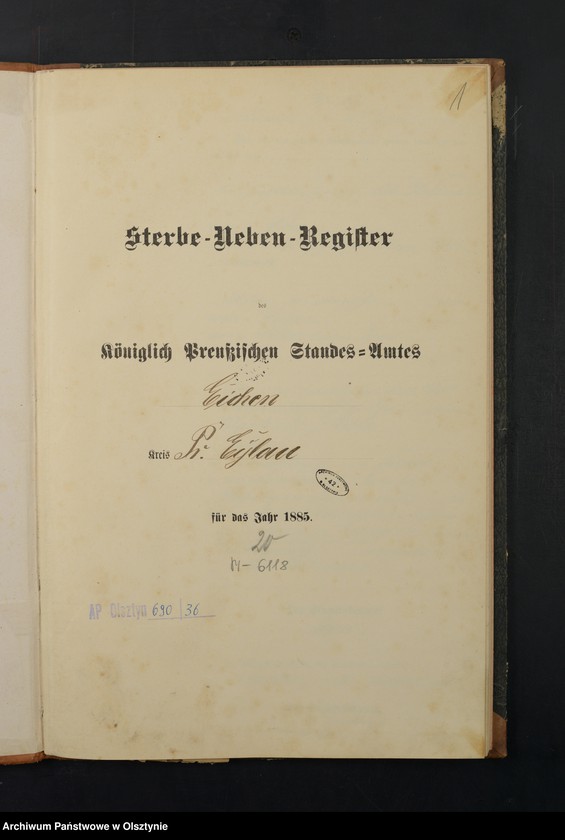 1
Sterbe-Neben-Register
des
Königlich Preußischen Standes-Amtes
Eichen
Kreis Pr. Eylau
für das Jahr 1885.
20
M-6118
AP Olsztyn 690/36
Archiwum Państwowe w Olsztynie